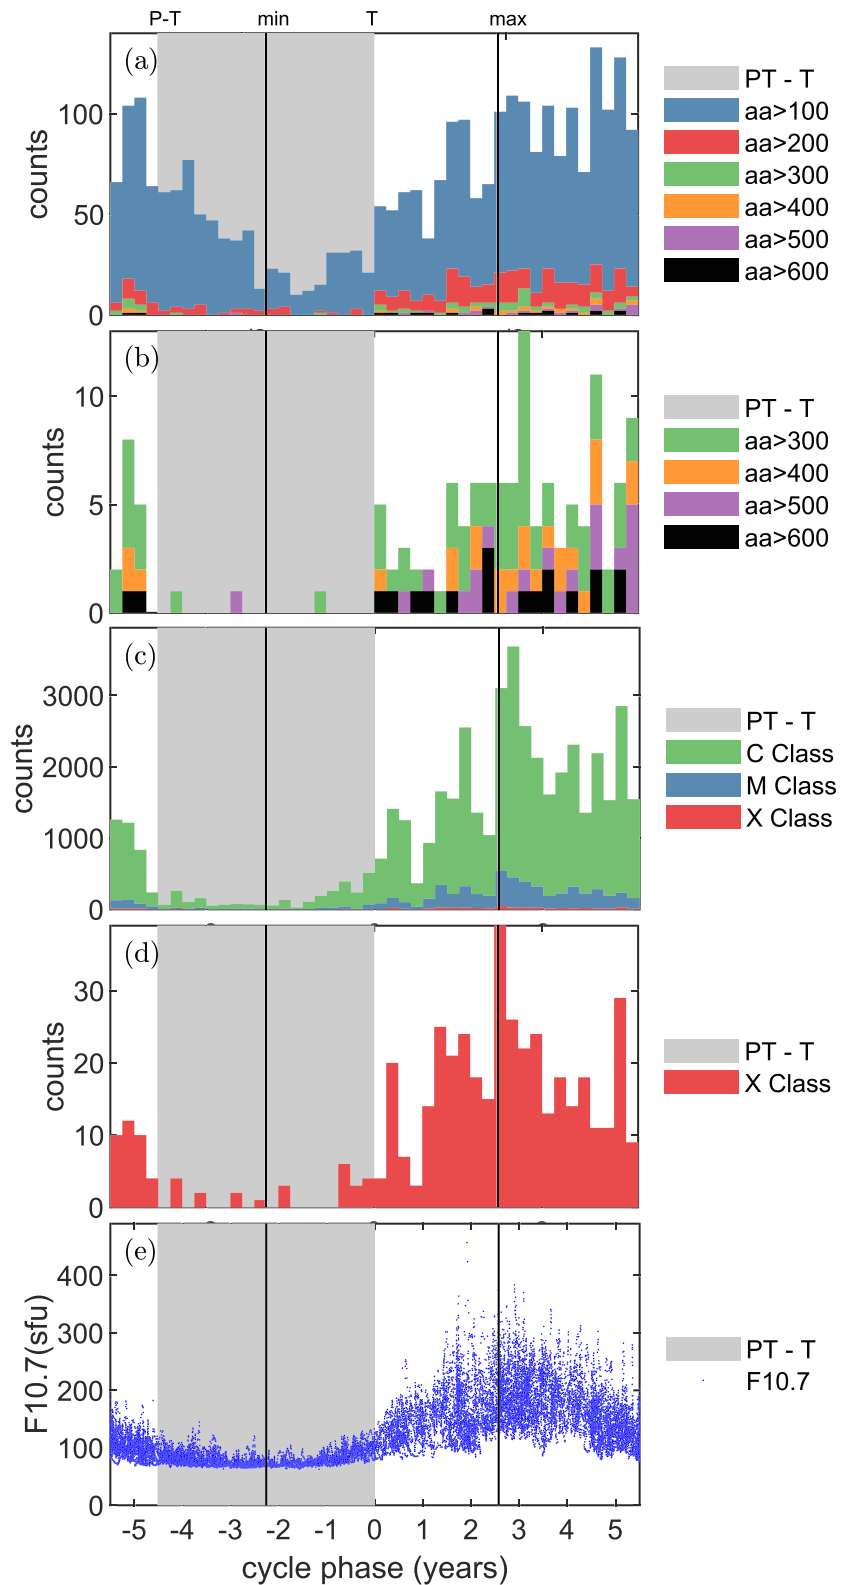 P-T min T max
(a)
100
50
0
counts
PT - T
aa>100
aa>200
aa>300
aa>400
aa>500
aa>600
(b)
10
5
0
counts
PT - T
aa>300
aa>400
aa>500
aa>600
(c)
3000
2000
1000
0
counts
PT - T
C Class
M Class
X Class
(d)
30
20
10
0
counts
PT - T
X Class
(e)
400
300
200
100
0
F10.7(sfu)
PT - T
F10.7
-5 -4 -3 -2 -1 0 1 2 3 4 5
cycle phase (years)